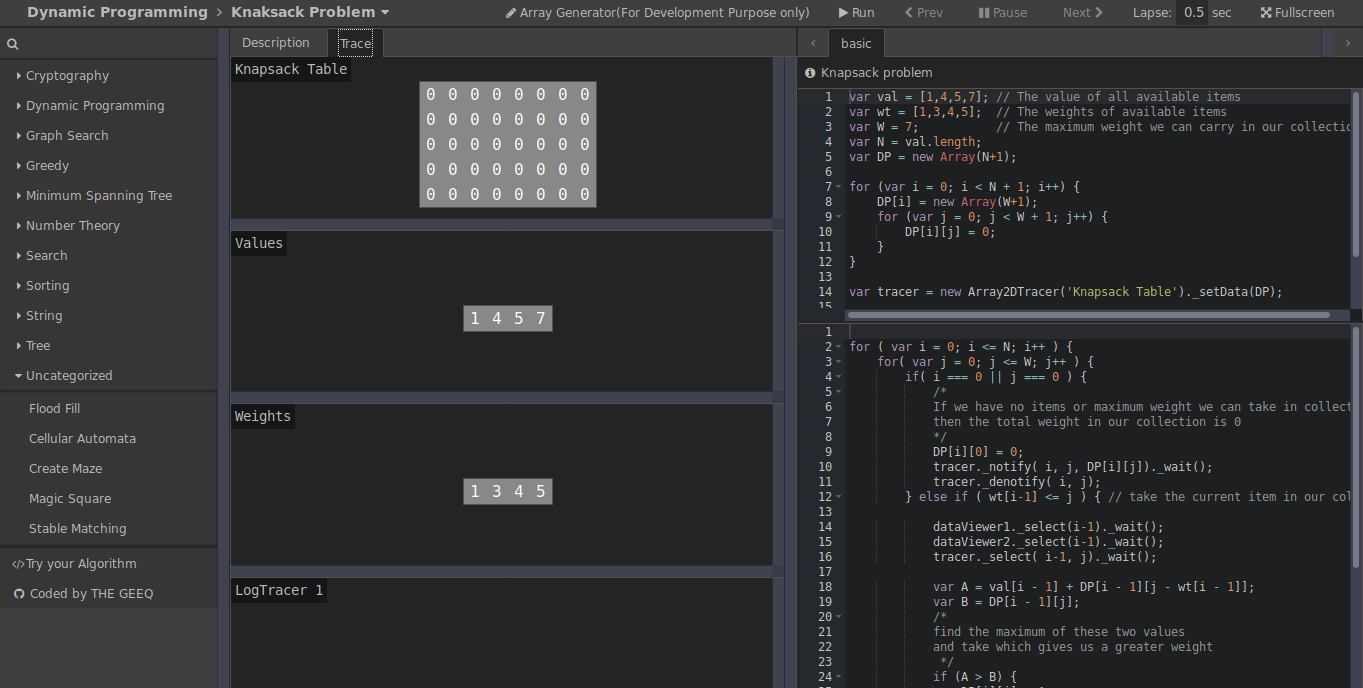 Dynamic Programming > Knaksack Problem
Array Generator(For Development Purpose only)
Run
Prev
Pause
Next
Lapse: 0.5 sec
Fullscreen
Cryptography
Dynamic Programming
Graph Search
Greedy
Minimum Spanning Tree
Number Theory
Search
Sorting
String
Tree
Uncategorized
Flood Fill
Cellular Automata
Create Maze
Magic Square
Stable Matching
</>Try your Algorithm
Coded by THE GEEQ
Description
Trace
Knapsack Table
0 0 0 0 0 0 0 0
0 0 0 0 0 0 0 0
0 0 0 0 0 0 0 0
0 0 0 0 0 0 0 0
0 0 0 0 0 0 0 0
Values
1 4 5 7
Weights
1 3 4 5
LogTracer 1
basic
Knapsack problem
1 var val = [1,4,5,7]; // The value of all available items
2 var wt = [1,3,4,5];  // The weights of available items
3 var W = 7;           // The maximum weight we can carry in our collectio
4 var N = val.length;
5 var DP = new Array(N+1);
6
7 for (var i = 0; i < N + 1; i++) {
8     DP[i] = new Array(W+1);
9     for (var j = 0; j < W + 1; j++) {
10         DP[i][j] = 0;
11     }
12 }
13
14 var tracer = new Array2DTracer('Knapsack Table')._setData(DP);
15
1
2 for ( var i = 0; i <= N; i++ ) {
3     for( var j = 0; j <= W; j++ ) {
4         if( i === 0 || j === 0 ) {
5             /*
6             If we have no items or maximum weight we can take in collect
7             then the total weight in our collection is 0
8             */
9             DP[i][0] = 0;
10             tracer._notify( i, j, DP[i][j])._wait();
11             tracer._denotify( i, j);
12         } else if ( wt[i-1] <= j ) { // take the current item in our col
13
14             dataViewer1._select(i-1)._wait();
15             dataViewer2._select(i-1)._wait();
16             tracer._select( i-1, j)._wait();
17
18             var A = val[i - 1] + DP[i - 1][j - wt[i - 1]];
19             var B = DP[i - 1][j];
20             /*
21             find the maximum of these two values
22             and take which gives us a greater weight
23              */
24             if (A > B) {